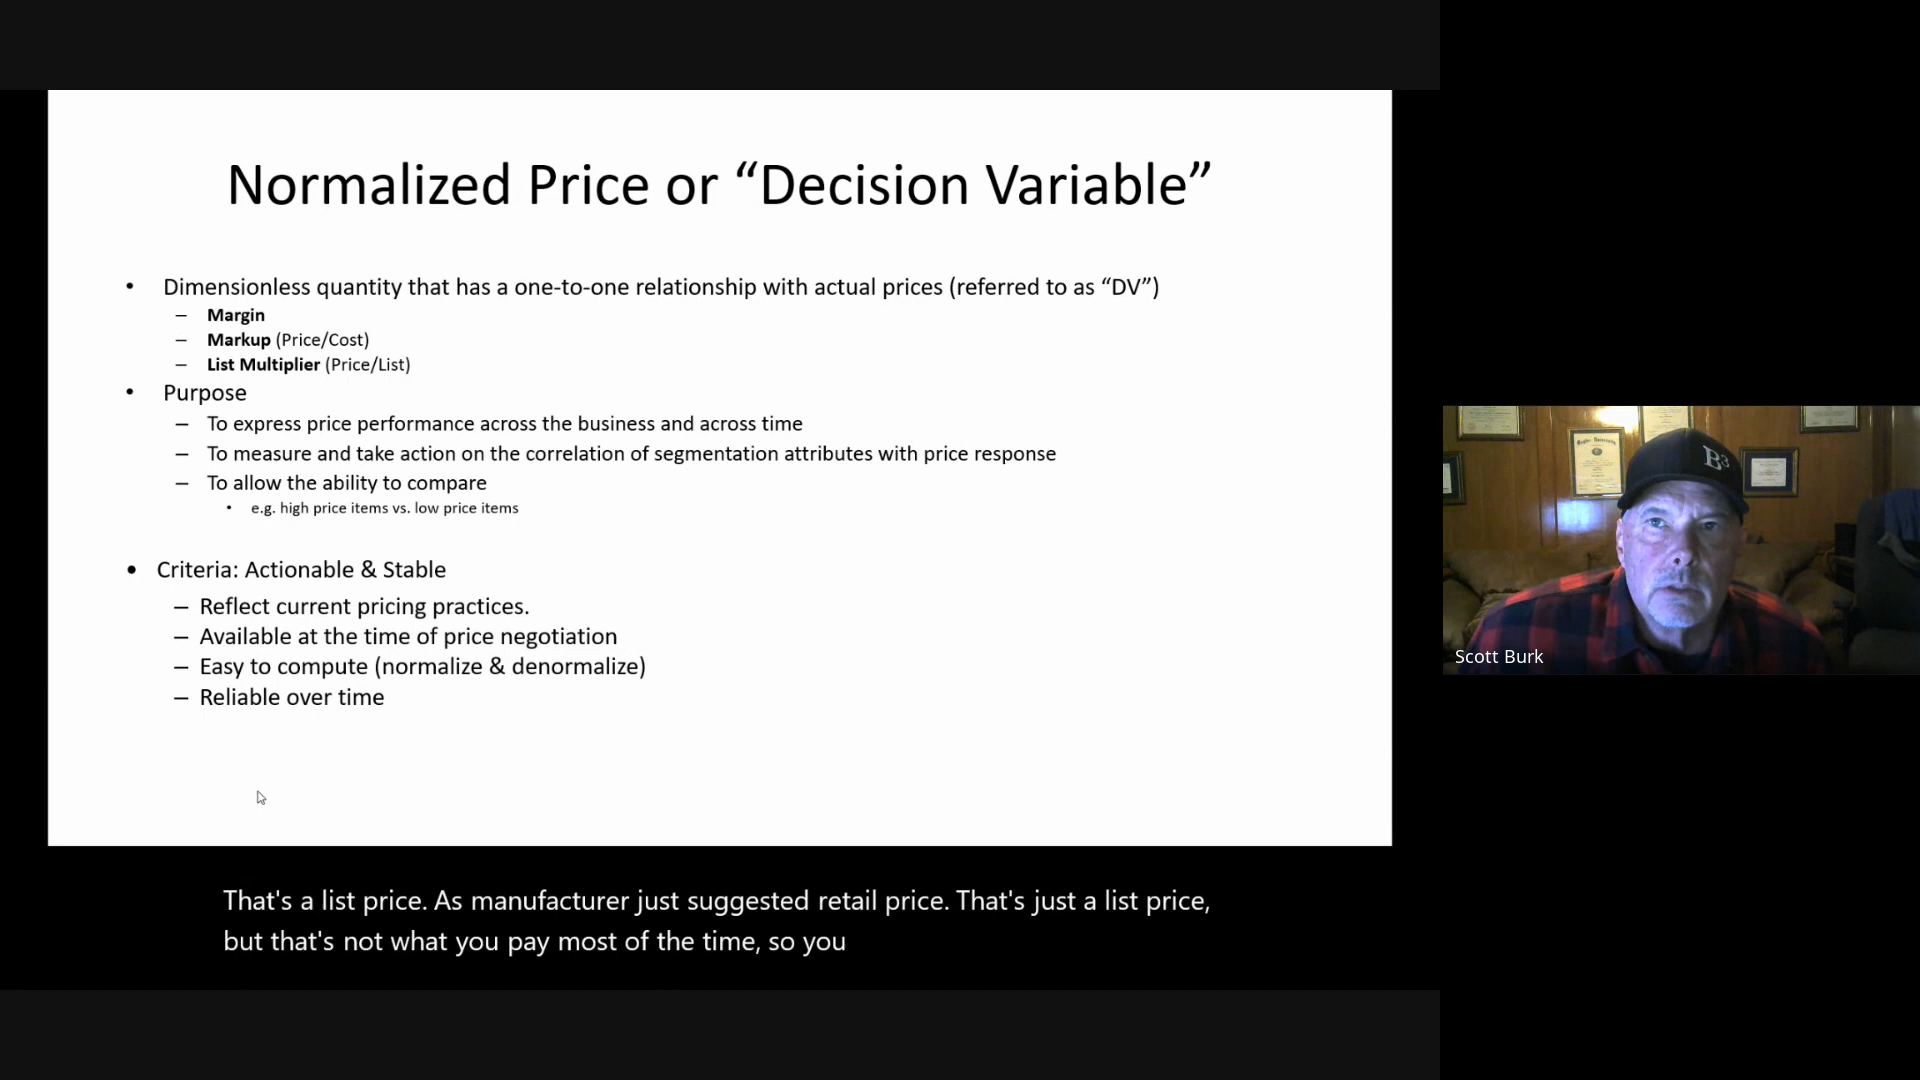 Normalized Price or “Decision Variable”
• Dimensionless quantity that has a one-to-one relationship with actual prices (referred to as “DV”)
– Margin
– Markup (Price/Cost)
– List Multiplier (Price/List)
• Purpose
– To express price performance across the business and across time
– To measure and take action on the correlation of segmentation attributes with price response
– To allow the ability to compare
• e.g. high price items vs. low price items
• Criteria: Actionable & Stable
– Reflect current pricing practices.
– Available at the time of price negotiation
– Easy to compute (normalize & denormalize)
– Reliable over time
B3
Scott Burk
That's a list price. As manufacturer just suggested retail price. That's just a list price,
but that's not what you pay most of the time, so you